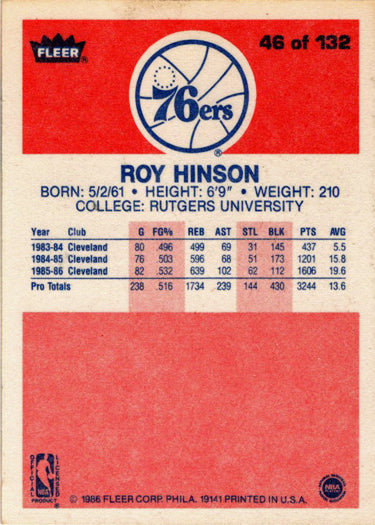 FLEER
46 of 132
76ers
®
ROY HINSON
BORN: 5/2/61 • HEIGHT: 6'9" • WEIGHT: 210
COLLEGE: RUTGERS UNIVERSITY
Year Club G FG% REB AST STL BLK PTS AVG
1983-84 Cleveland 80 .496 499 69 31 145 437 5.5
1984-85 Cleveland 76 .503 596 68 51 173 1201 15.8
1985-86 Cleveland 82 .532 639 102 62 112 1606 19.6
Pro Totals 238 .516 1734 239 144 430 3244 13.6
OFFICIAL LICENSED
NBA
PRODUCT
© 1986 FLEER CORP. PHILA. 19141 PRINTED IN U.S.A.
NBA